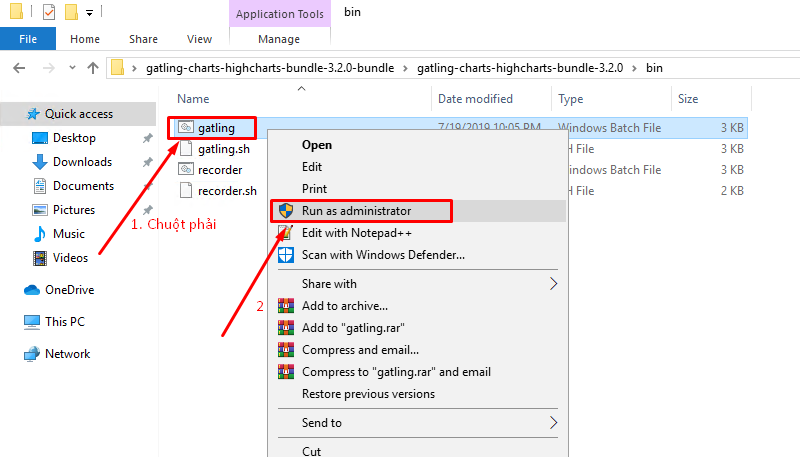 Application Tools
bin
File
Home
Share
View
Manage
gatling-charts-highcharts-bundle-3.2.0-bundle
gatling-charts-highcharts-bundle-3.2.0
bin
Name
Date modified
Type
Size
Quick access
Desktop
Downloads
Documents
Pictures
Music
Videos
OneDrive
This PC
Network
gatling
7/19/2019 10:05 PM
Windows Batch File
3 KB
gatling.sh
H File
3 KB
recorder
Windows Batch File
3 KB
recorder.sh
H File
2 KB
1. Chuột phải
2
Open
Edit
Print
Run as administrator
Edit with Notepad++
Scan with Windows Defender...
Share with
Add to archive...
Add to "gatling.rar"
Compress and email...
Compress to "gatling.rar" and email
Restore previous versions
Send to
Cut